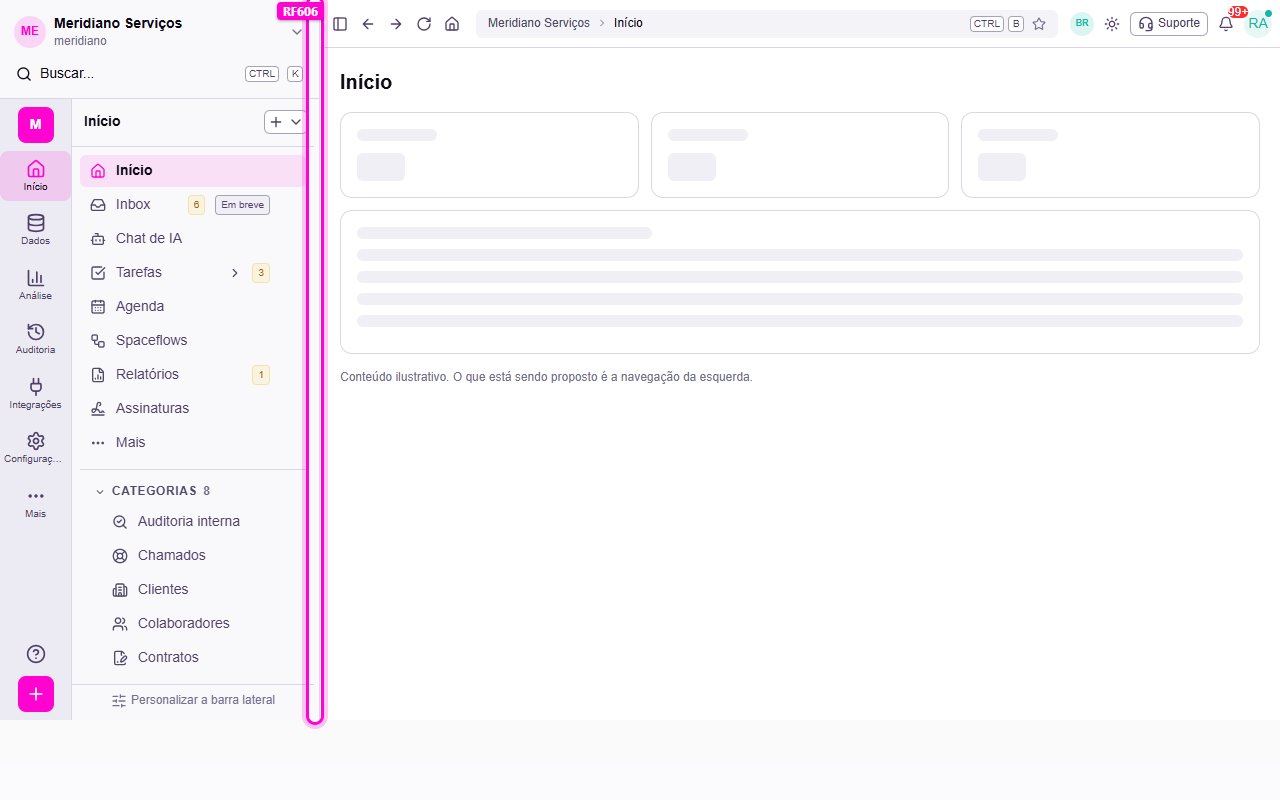 RF606
ME
Meridiano Serviços
meridiano
Buscar...
CTRL K
Meridiano Serviços > Início
CTRL B
BR
Suporte
99+
RA
M
Início
Dados
Análise
Auditoria
Integrações
Configuraç...
Mais
Início
Início
Inbox 6 Em breve
Chat de IA
Tarefas 3
Agenda
Spaceflows
Relatórios 1
Assinaturas
Mais
CATEGORIAS 8
Auditoria interna
Chamados
Clientes
Colaboradores
Contratos
Personalizar a barra lateral
Início
Conteúdo ilustrativo. O que está sendo proposto é a navegação da esquerda.